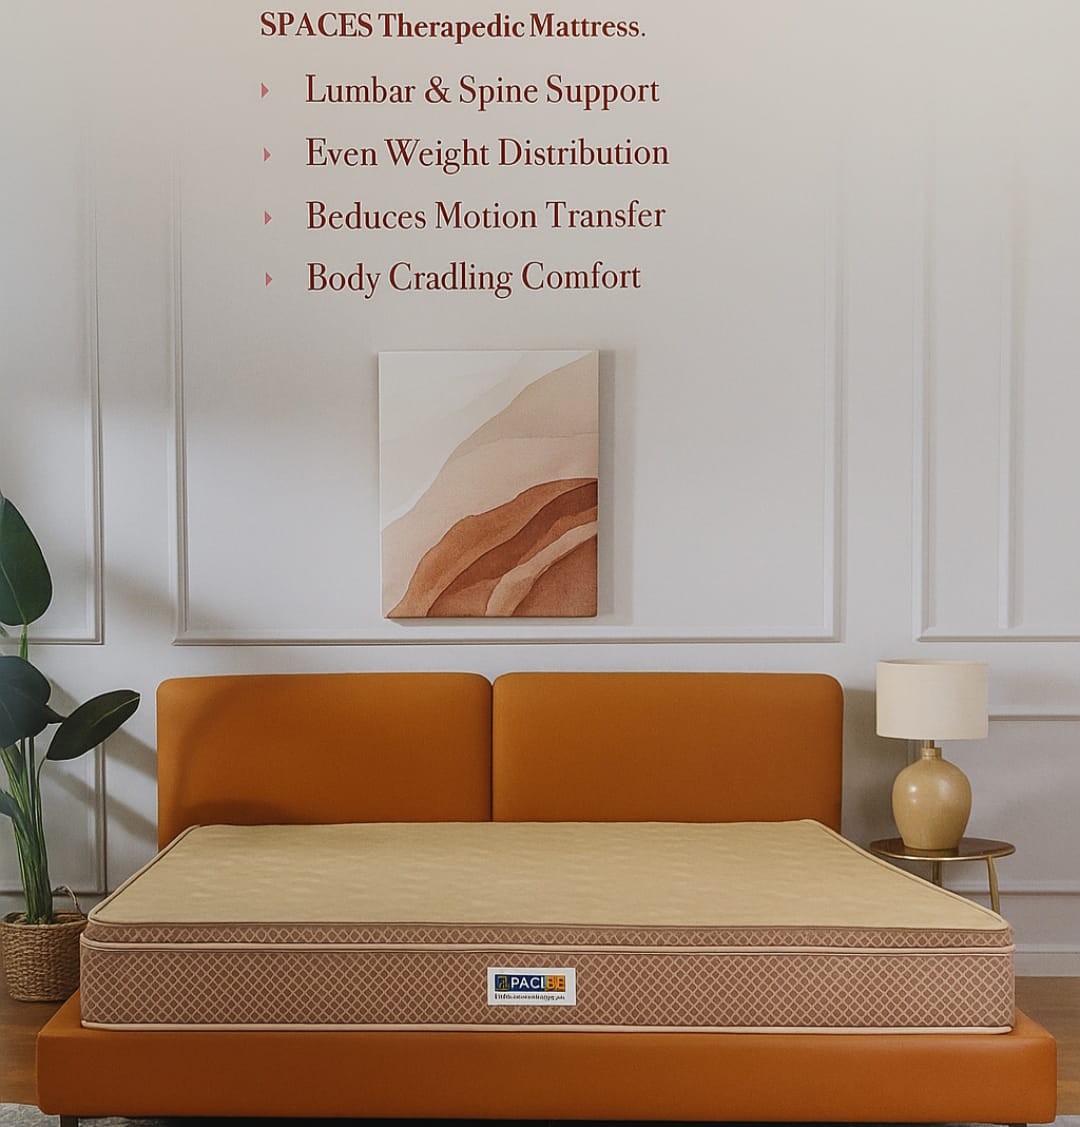 SPACES Therapedic Mattress.
Lumbar & Spine Support
Even Weight Distribution
Beduces Motion Transfer
Body Cradling Comfort